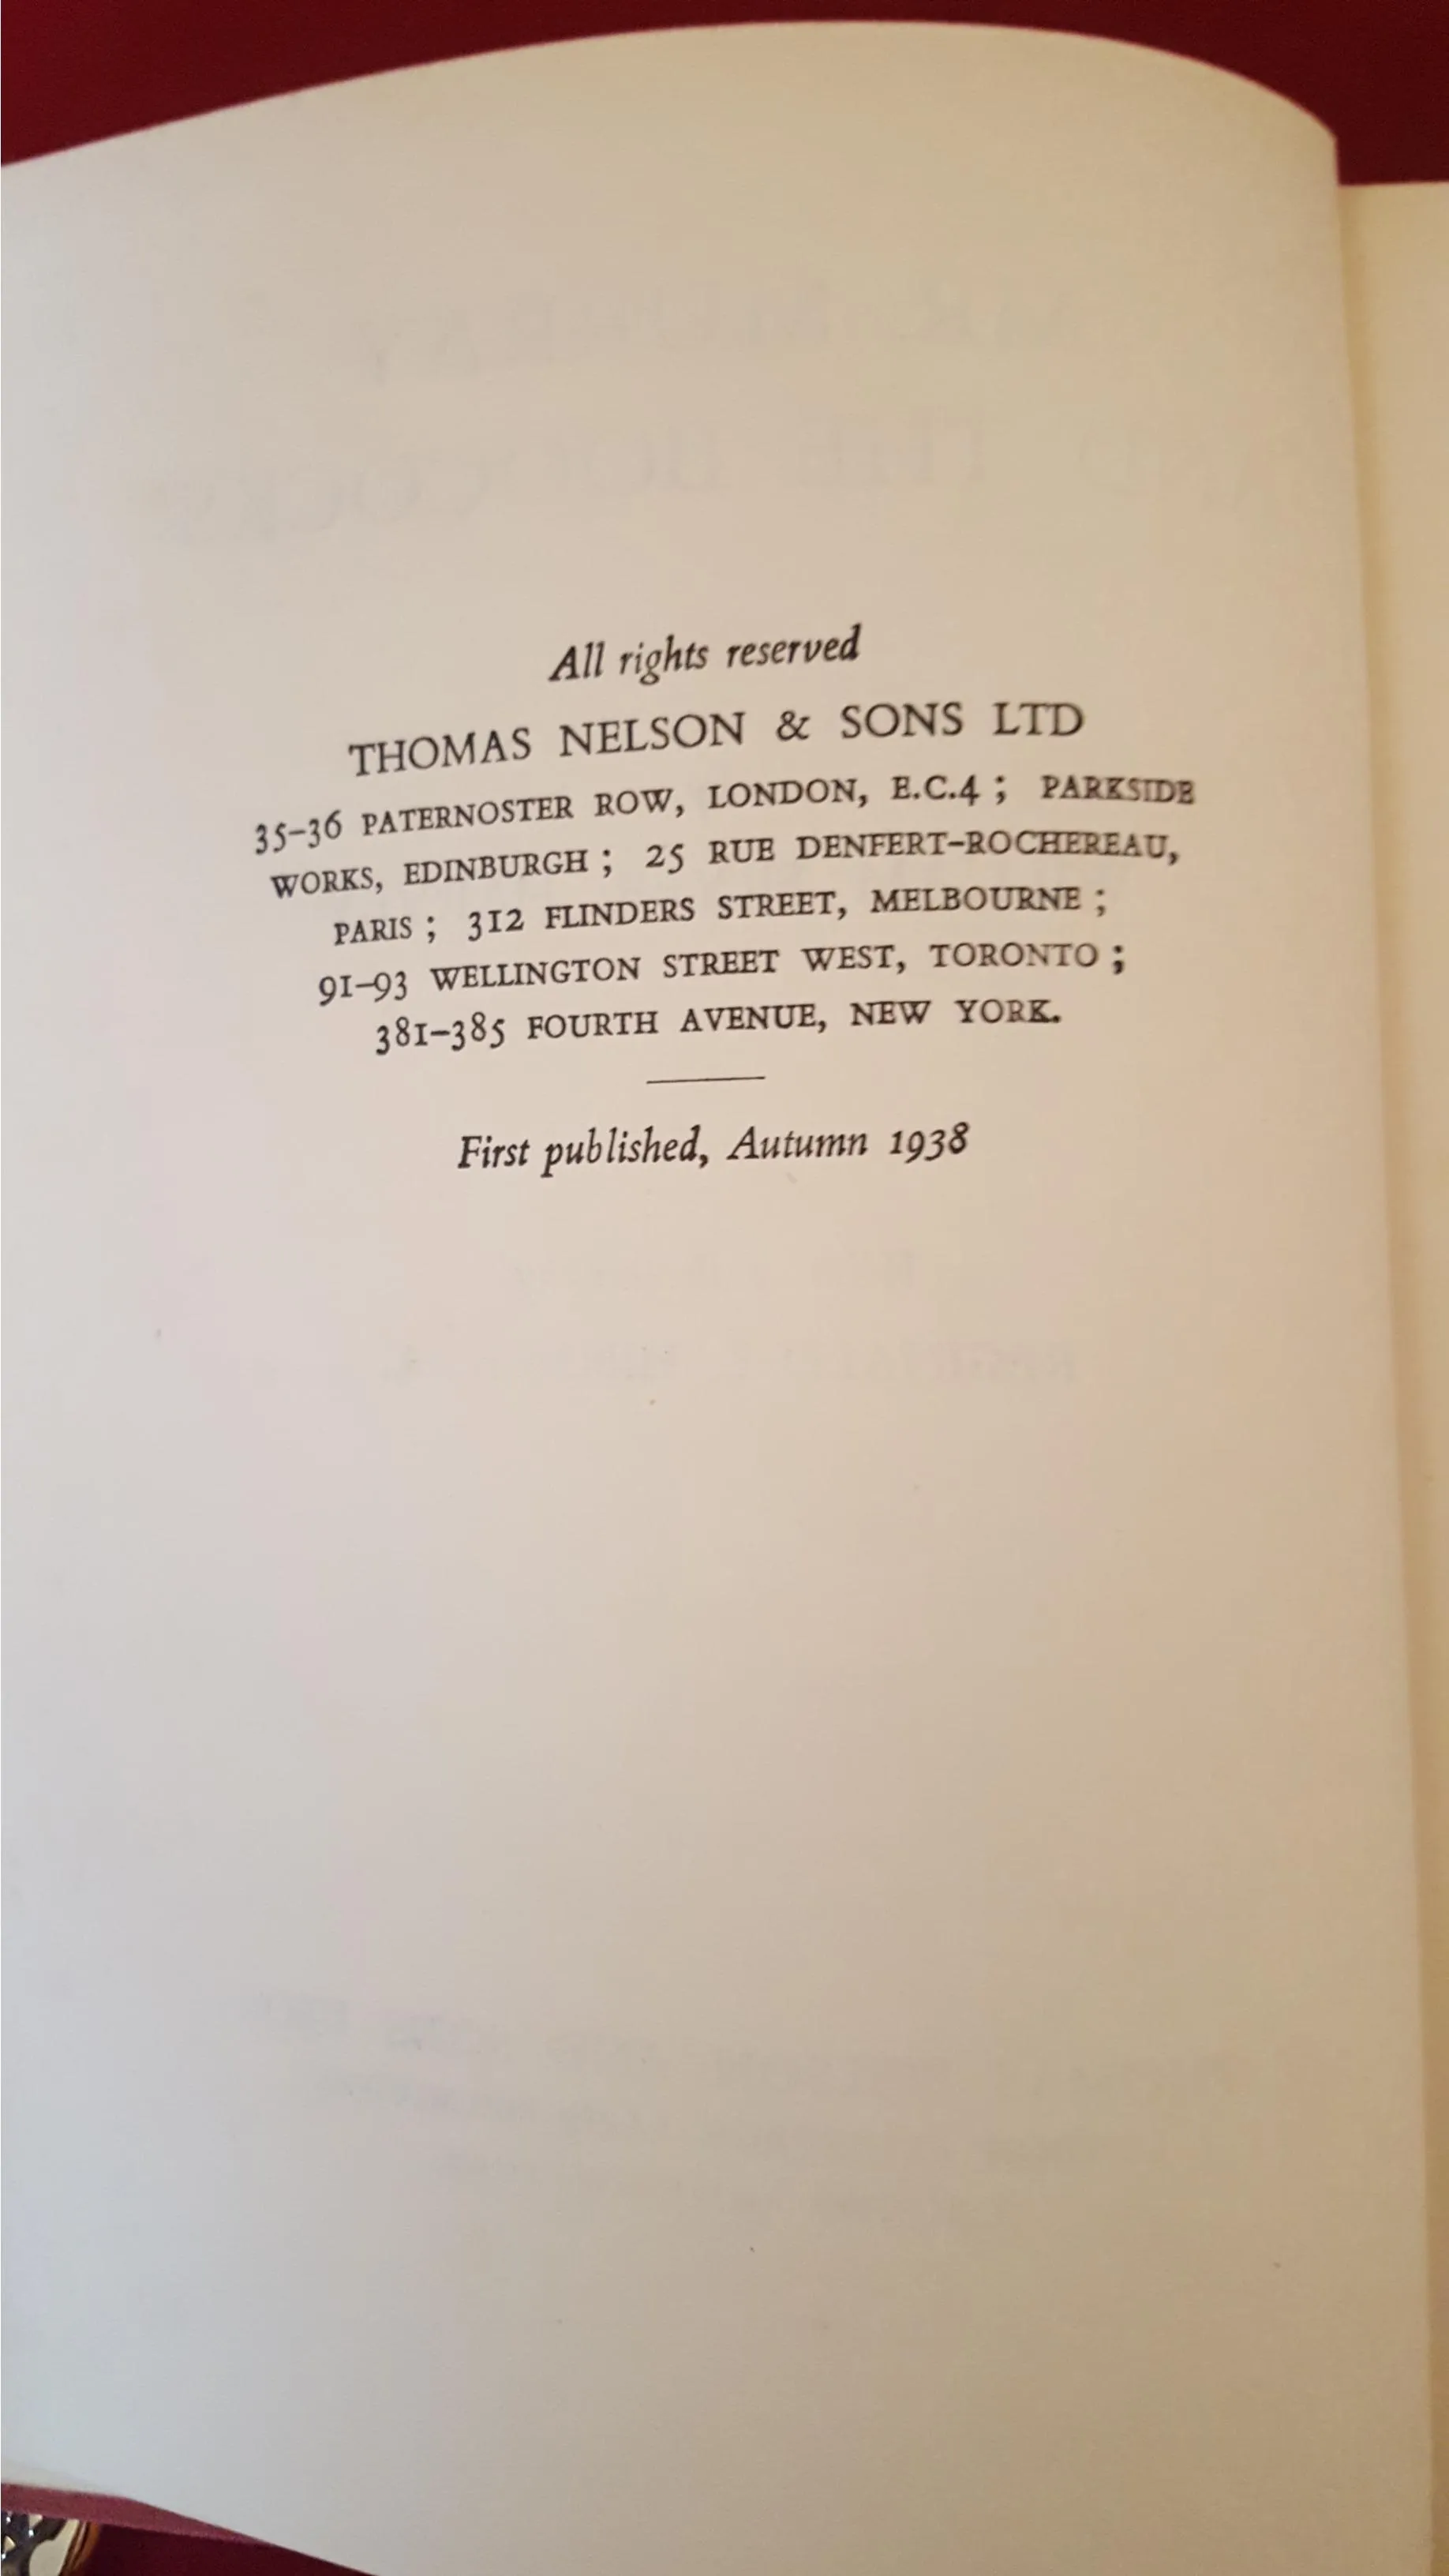 All rights reserved
THOMAS NELSON & SONS LTD
35–36 PATERNOSTER ROW, LONDON, E.C.4 ; PARKSIDE
WORKS, EDINBURGH ; 25 RUE DENFERT–ROCHEREAU,
PARIS ; 312 FLINDERS STREET, MELBOURNE ;
91–93 WELLINGTON STREET WEST, TORONTO ;
381–385 FOURTH AVENUE, NEW YORK.
First published, Autumn 1938